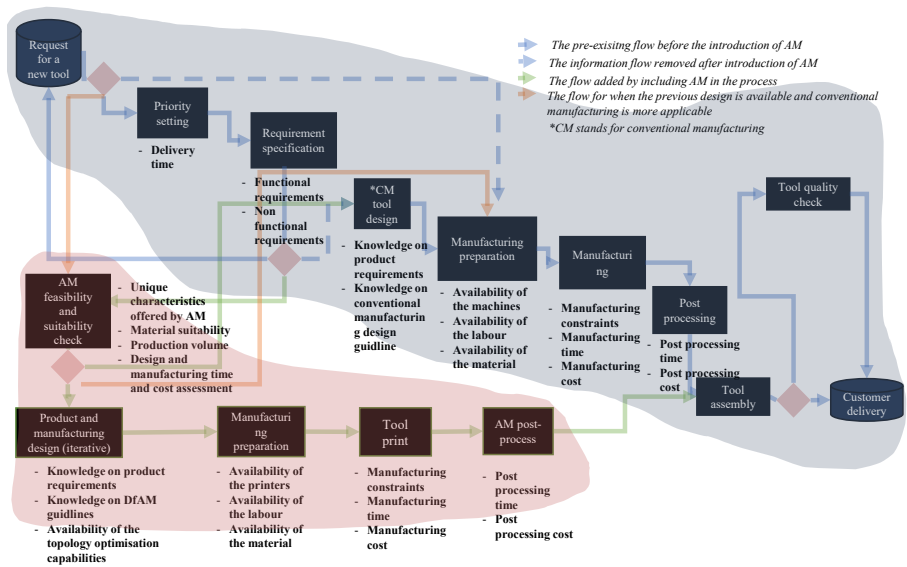 Request
for a
new tool
The pre-exisitng flow before the introduction of AM
The information flow removed after introduction of AM
The flow added by including AM in the process
The flow for when the previous design is available and conventional
manufacturing is more applicable
*CM stands for conventional manufacturing
Priority
setting
- Delivery
time
Requirement
specification
- Functional
requirements
- Non
functional
requirements
*CM
tool
design
- Knowledge on
product
requirements
- Knowledge on
conventional
manufacturin
g design
guidline
Manufacturing
preparation
- Availability of
the machines
- Availability of
the labour
- Availability of
the material
Manufacturi
ng
- Manufacturing
constraints
- Manufacturing
time
- Manufacturing
cost
Post
processing
- Post processing
time
- Post processing
cost
Tool quality
check
Tool
assembly
Customer
delivery
AM
feasibility
and
suitability
check
- Unique
characteristics
offered by AM
- Material suitability
- Production volume
- Design and
manufacturing time
and cost assessment
Product and
manufacturing
design (iterative)
- Knowledge on product
requirements
- Knowledge on DfAM
guidlines
- Availability of the
topology optimisation
capabilities
Manufacturi
ng
preparation
- Availability of
the printers
- Availability of
the labour
- Availability of
the material
Tool
print
- Manufacturing
constraints
- Manufacturing
time
- Manufacturing
cost
AM post-
process
- Post
processing
time
- Post
processing cost